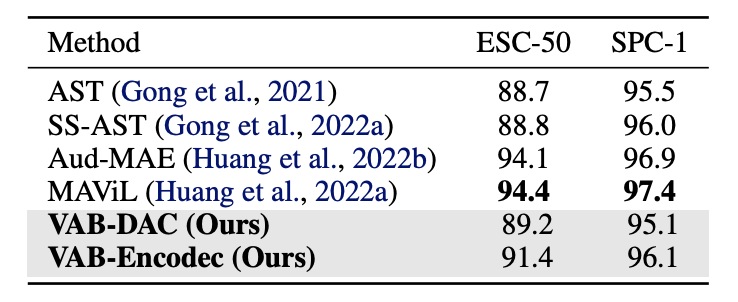 Method ESC-50 SPC-1
AST (Gong et al., 2021) 88.7 95.5
SS-AST (Gong et al., 2022a) 88.8 96.0
Aud-MAE (Huang et al., 2022b) 94.1 96.9
MAViL (Huang et al., 2022a) 94.4 97.4
VAB-DAC (Ours) 89.2 95.1
VAB-Encodec (Ours) 91.4 96.1